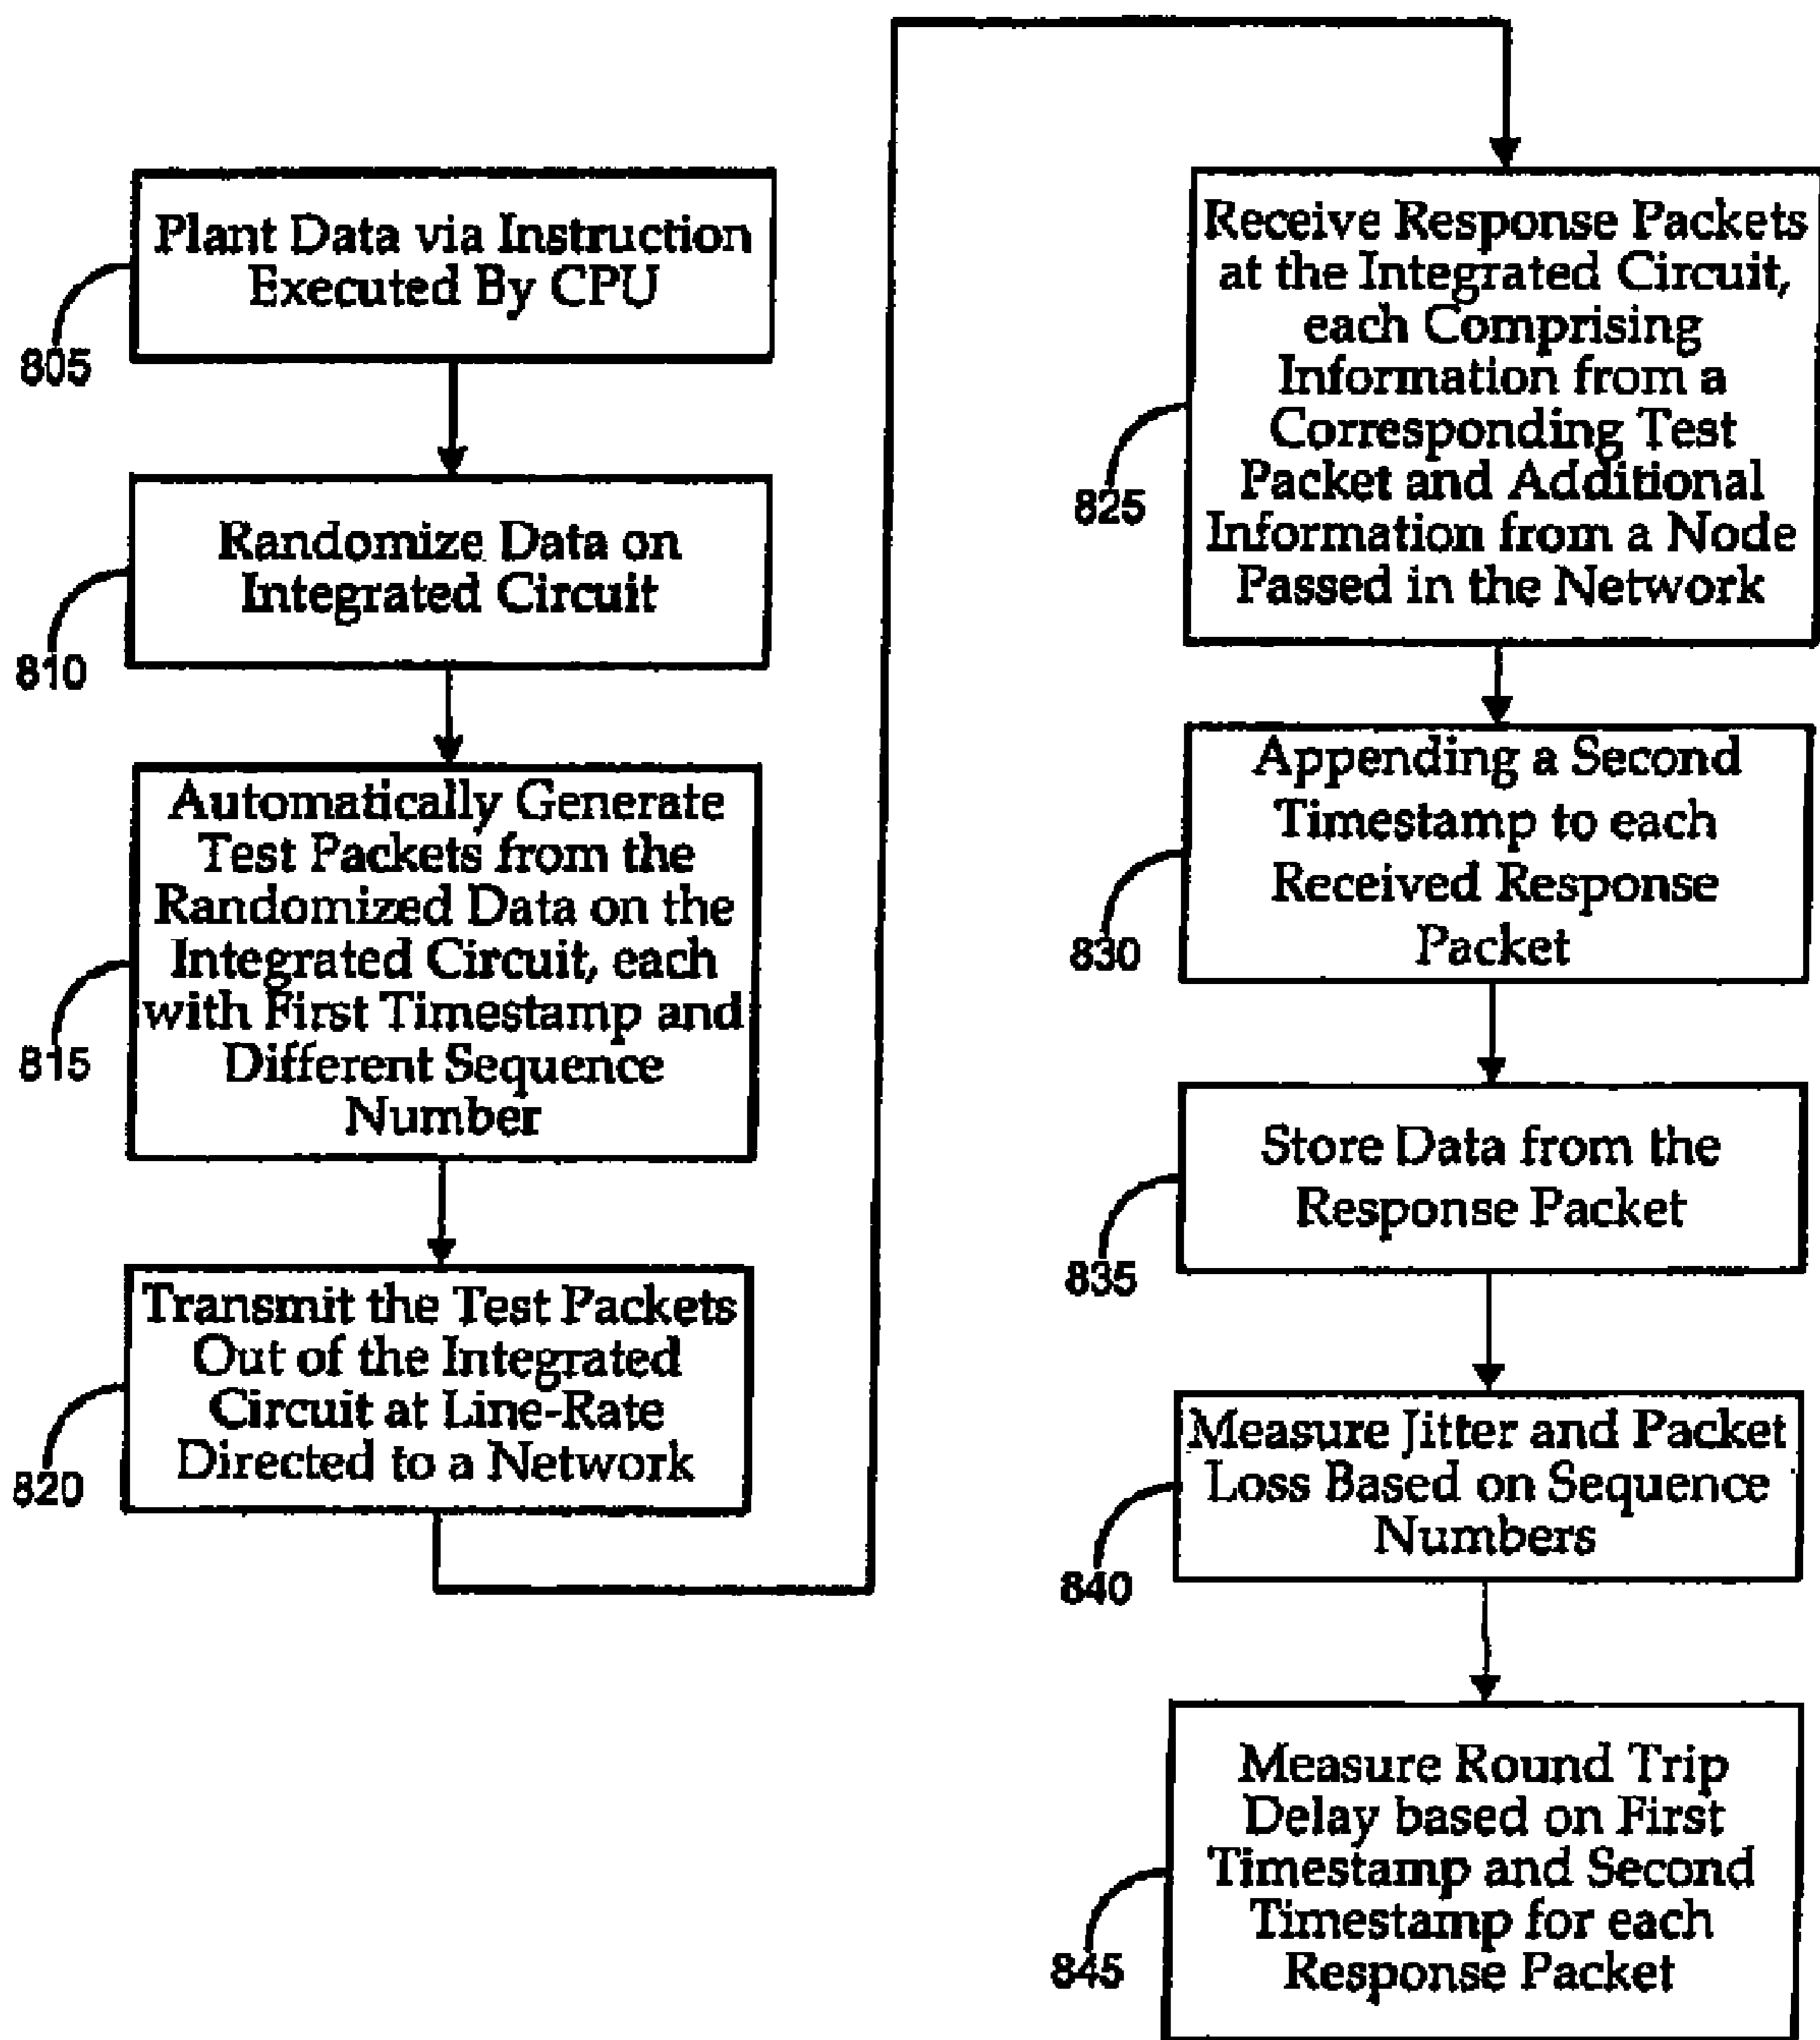 Plant Data via Instruction
Executed By CPU
805
Randomize Data on
Integrated Circuit
810
Automatically Generate
Test Packets from the
Randomized Data on the
Integrated Circuit, each
with First Timestamp and
Different Sequence
Number
815
Transmit the Test Packets
Out of the Integrated
Circuit at Line-Rate
Directed to a Network
820
Receive Response Packets
at the Integrated Circuit,
each Comprising
Information from a
Corresponding Test
Packet and Additional
Information from a Node
Passed in the Network
825
Appending a Second
Timestamp to each
Received Response
Packet
830
Store Data from the
Response Packet
835
Measure Jitter and Packet
Loss Based on Sequence
Numbers
840
Measure Round Trip
Delay based on First
Timestamp and Second
Timestamp for each
Response Packet
845